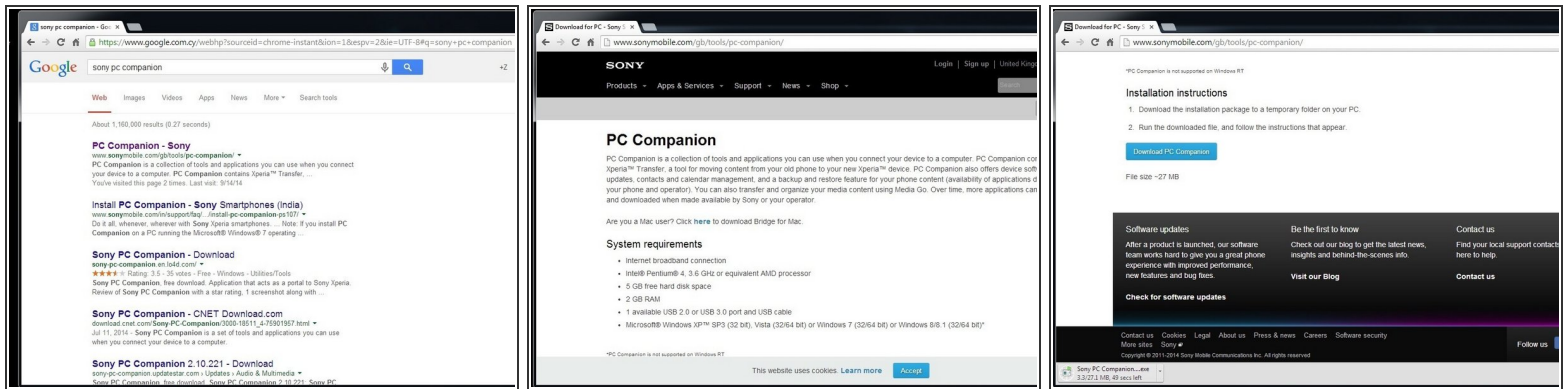 sony pc companion - Goo
https://www.google.com.cy/webhp?sourceid=chrome-instant&ion=1&espv=2&ie=UTF-8#q=sony+pc+companion
Google
sony pc companion
+Z
Web Images Videos Apps News More Search tools
About 1,160,000 results (0.27 seconds)
PC Companion - Sony
www.sonymobile.com/gb/tools/pc-companion/
PC Companion is a collection of tools and applications you can use when you connect
your device to a computer. PC Companion contains Xperia™ Transfer, ...
You've visited this page 2 times. Last visit: 9/14/14
Install PC Companion - Sony Smartphones (India)
www.sonymobile.com/in/support/faq/.../install-pc-companion-ps107/
Do it all, whenever, wherever with Sony Xperia smartphones. ... Note: If you install PC
Companion on a PC running the Microsoft® Windows® 7 operating ...
Sony PC Companion - Download
sony-pc-companion.en.lo4d.com/
Rating: 3.5 - 35 votes - Free - Windows - Utilities/Tools
Sony PC Companion, free download. Application that acts as a portal to Sony Xperia.
Review of Sony PC Companion with a star rating, 1 screenshot along with ...
Sony PC Companion - CNET Download.com
download.cnet.com/Sony-PC-Companion/3000-18511_4-75901957.html
Jul 11, 2014 - Sony PC Companion is a set of tools and applications you can use
when you connect your device to a computer.
Sony PC Companion 2.10.221 - Download
sony-pc-companion.updatestar.com › Updates › Audio & Multimedia
Sony PC Companion, free download. Sony PC Companion 2.10.221: Sony PC
Download for PC - Sony S
www.sonymobile.com/gb/tools/pc-companion/
SONY
Login | Sign up | United King
Products Apps & Services Support News Shop
Search
PC Companion
PC Companion is a collection of tools and applications you can use when you connect your device to a computer. PC Companion con
Xperia™ Transfer, a tool for moving content from your old phone to your new Xperia™ device. PC Companion also offers device soft
updates, contacts and calendar management, and a backup and restore feature for your phone content (availability of applications d
your phone and operator). You can also transfer and organize your media content using Media Go. Over time, more applications can
and downloaded when made available by Sony or your operator.
Are you a Mac user? Click here to download Bridge for Mac.
System requirements
• Internet broadband connection
• Intel® Pentium® 4, 3.6 GHz or equivalent AMD processor
• 5 GB free hard disk space
• 2 GB RAM
• 1 available USB 2.0 or USB 3.0 port and USB cable
• Microsoft® Windows XP™ SP3 (32 bit), Vista (32/64 bit) or Windows 7 (32/64 bit) or Windows 8/8.1 (32/64 bit)*
*PC Companion is not supported on Windows RT
This website uses cookies. Learn more Accept
Download for PC - Sony S
www.sonymobile.com/gb/tools/pc-companion/
*PC Companion is not supported on Windows RT
Installation instructions
1. Download the installation package to a temporary folder on your PC.
2. Run the downloaded file, and follow the instructions that appear.
Download PC Companion
File size ~27 MB
Software updates
After a product is launched, our software
team works hard to give you a great phone
experience with improved performance,
new features and bug fixes.
Check for software updates
Be the first to know
Check out our blog to get the latest news,
insights and behind-the-scenes info.
Visit our Blog
Contact us
Find your local support contacts
here to help.
Contact us
Contact us Cookies Legal About us Press & news Careers Software security
More sites Sony
Follow us
Copyright © 2011-2014 Sony Mobile Communications Inc. All rights reserved
Sony PC Companion....exe
3.3/27.1 MB, 49 secs left